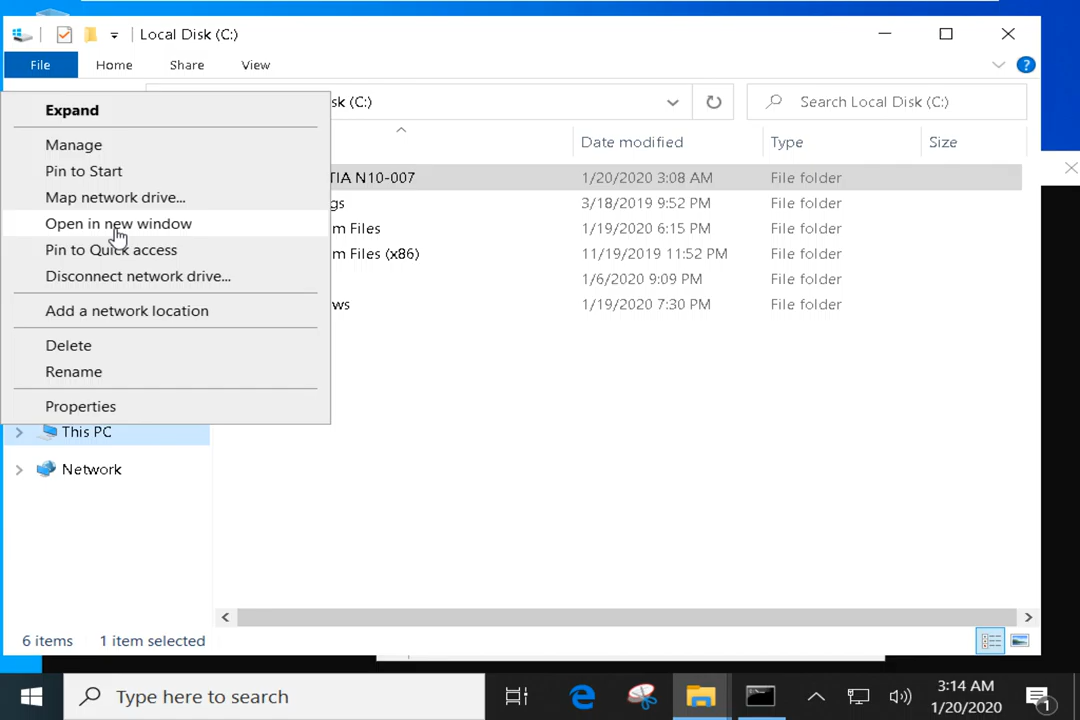 Local Disk (C:)
File Home Share View
sk (C:)
Search Local Disk (C:)
Date modified Type Size
TIA N10-007 1/20/2020 3:08 AM File folder
gs 3/18/2019 9:52 PM File folder
m Files 1/19/2020 6:15 PM File folder
m Files (x86) 11/19/2019 11:52 PM File folder
1/6/2020 9:09 PM File folder
ws 1/19/2020 7:30 PM File folder
Expand
Manage
Pin to Start
Map network drive...
Open in new window
Pin to Quick access
Disconnect network drive...
Add a network location
Delete
Rename
Properties
This PC
Network
6 items 1 item selected
Type here to search
3:14 AM
1/20/2020
1